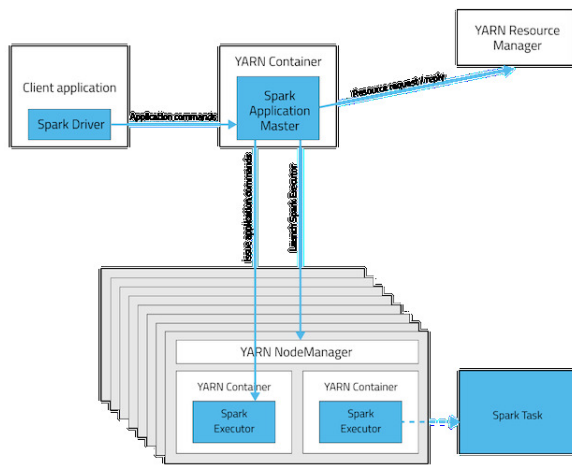 YARN Resource
Manager
YARN Container
Client application
Spark
Application
Master
Spark Driver
Application commands
Resource request / reply
Issue application commands
Launch Spark Executor
YARN NodeManager
YARN Container
YARN Container
Spark
Executor
Spark
Executor
Spark Task